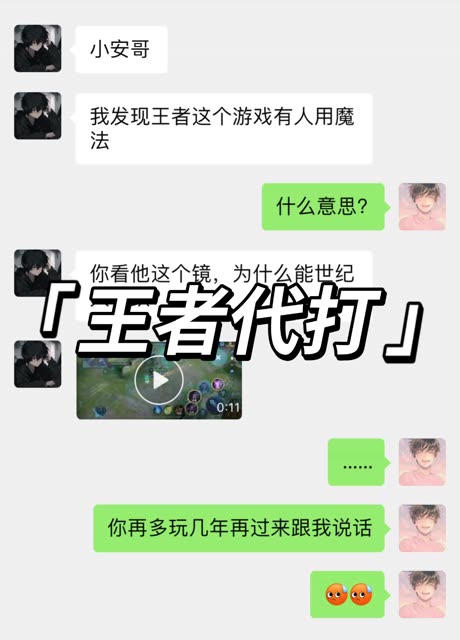 小安哥
我发现王者这个游戏有人用魔
法
什么意思?
你看他这个镜，为什么能世纪
「王者代打」
0:11
......
你再多玩几年再过来跟我说话